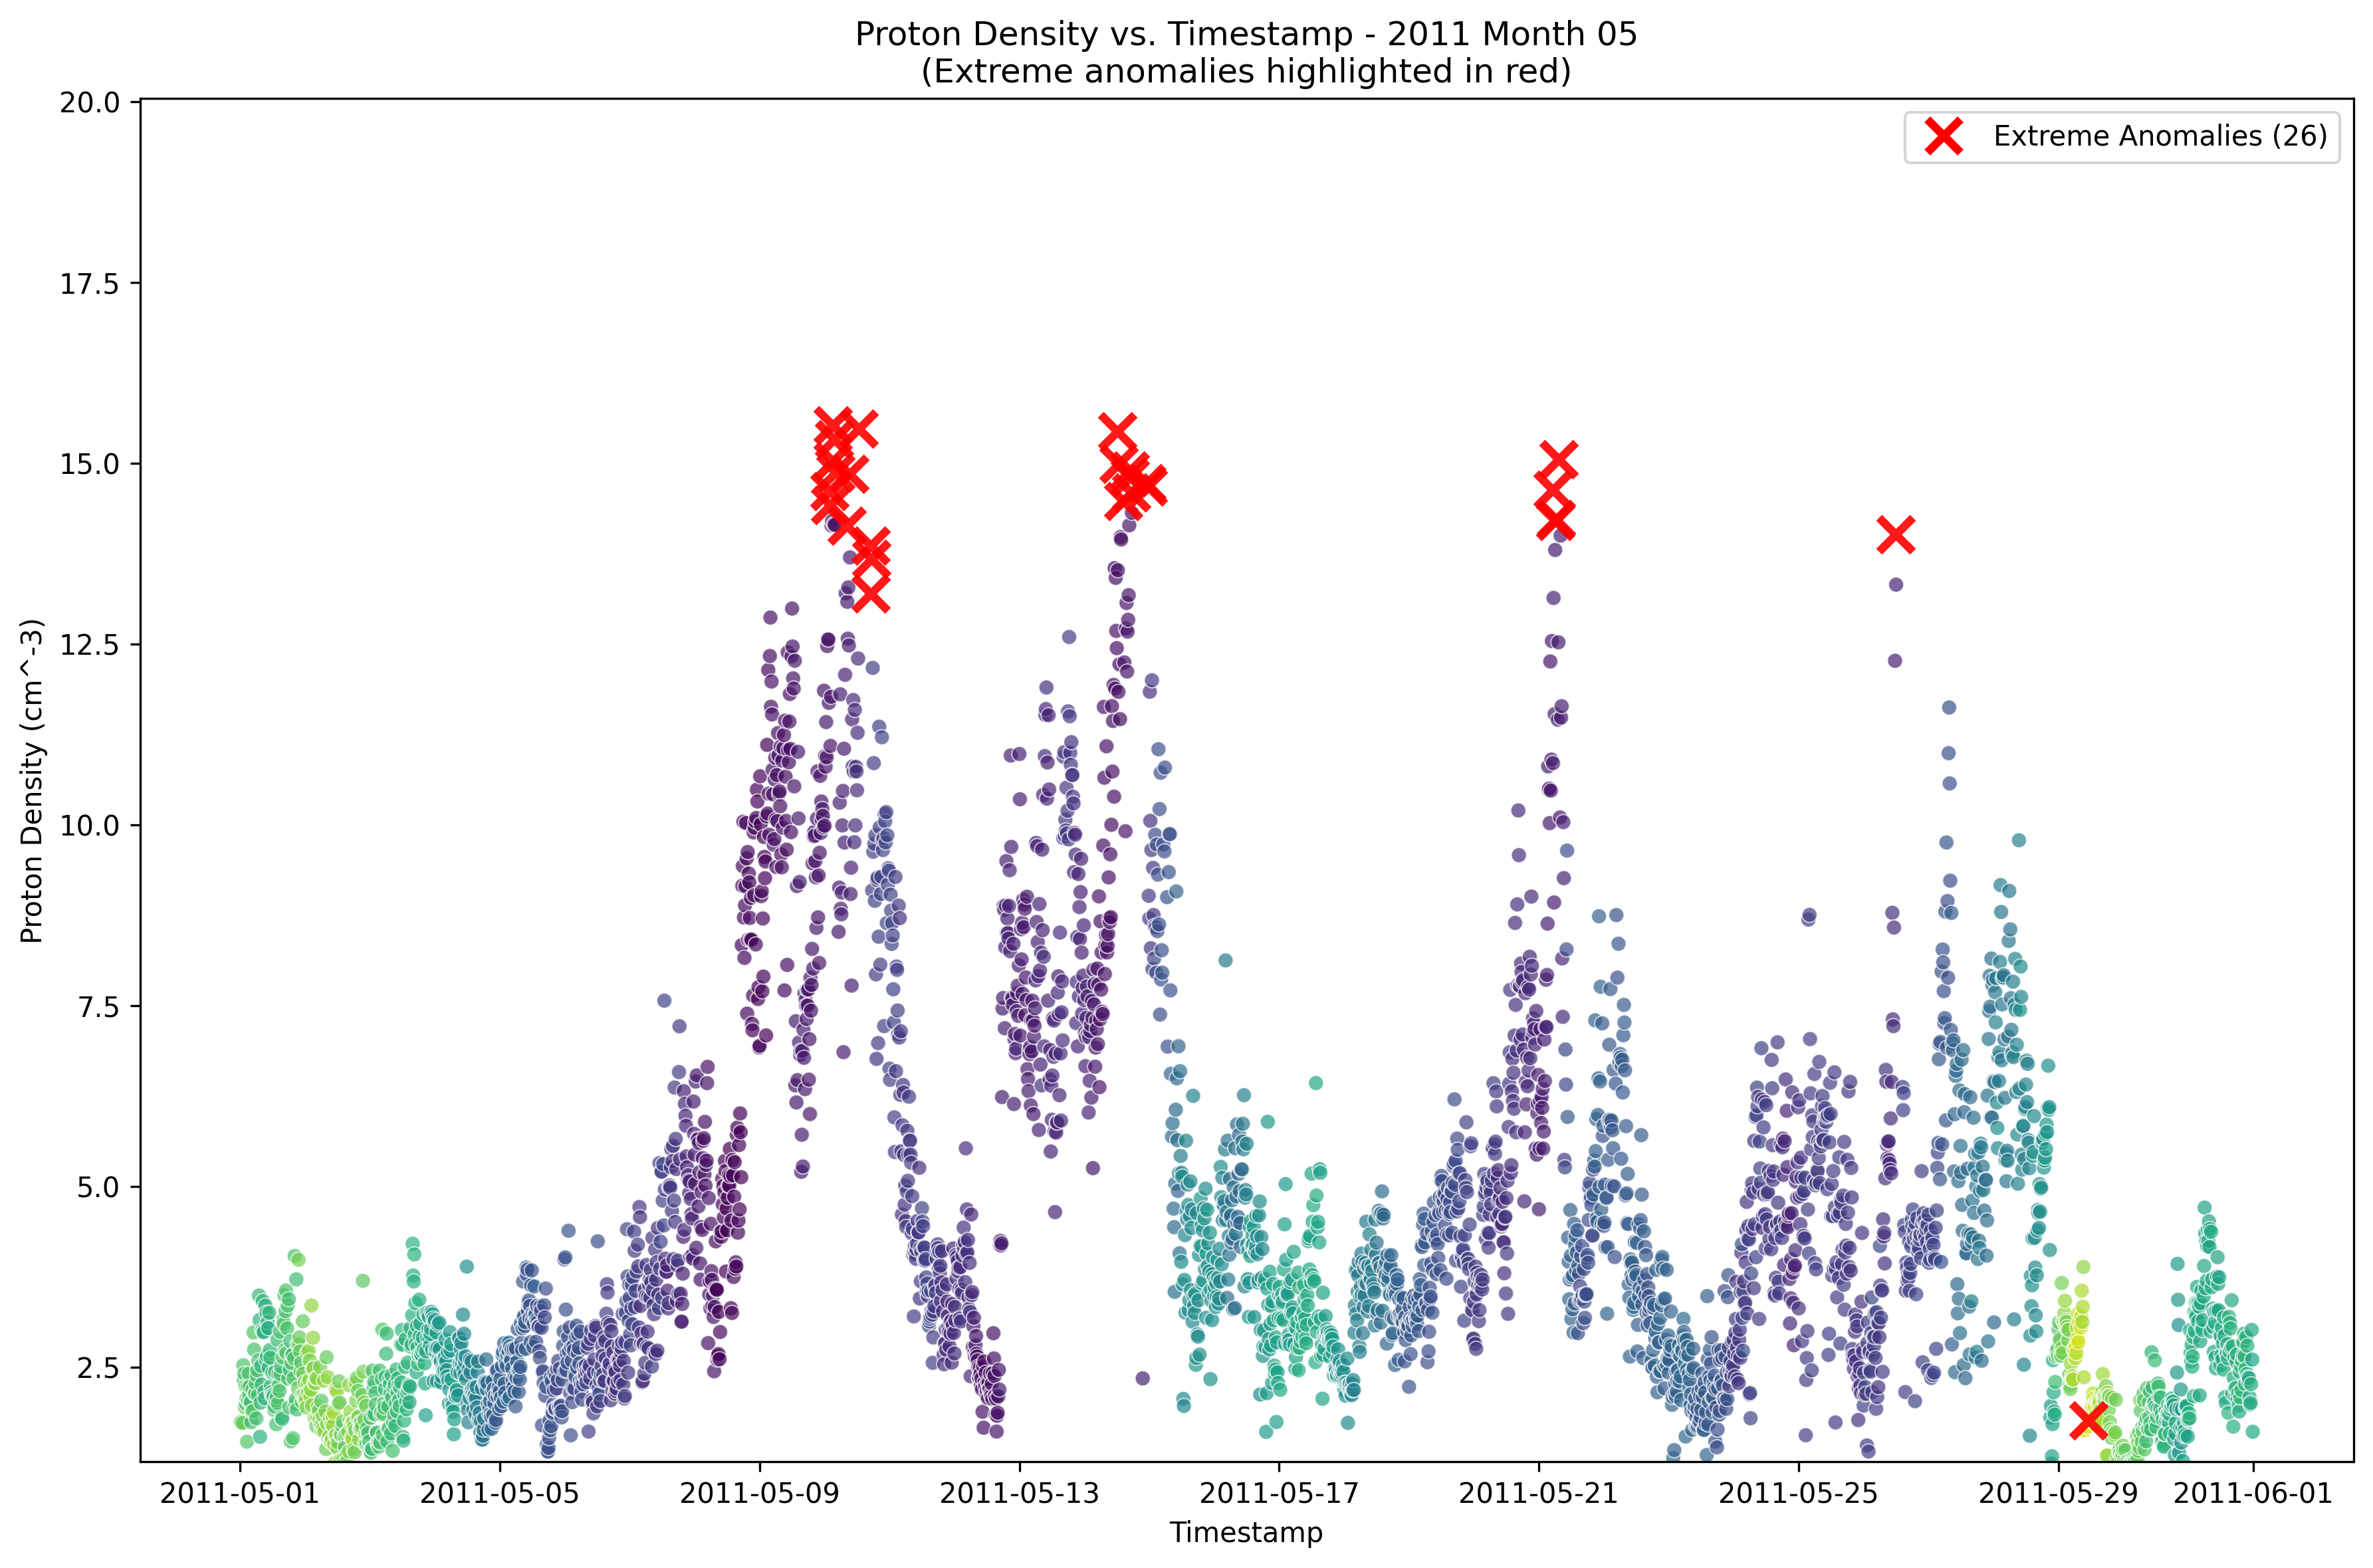 Proton Density vs. Timestamp - 2011 Month 05
(Extreme anomalies highlighted in red)
Extreme Anomalies (26)
Proton Density (cm^-3)
20.0
17.5
15.0
12.5
10.0
7.5
5.0
2.5
2011-05-01 2011-05-05 2011-05-09 2011-05-13 2011-05-17 2011-05-21 2011-05-25 2011-05-29 2011-06-01
Timestamp